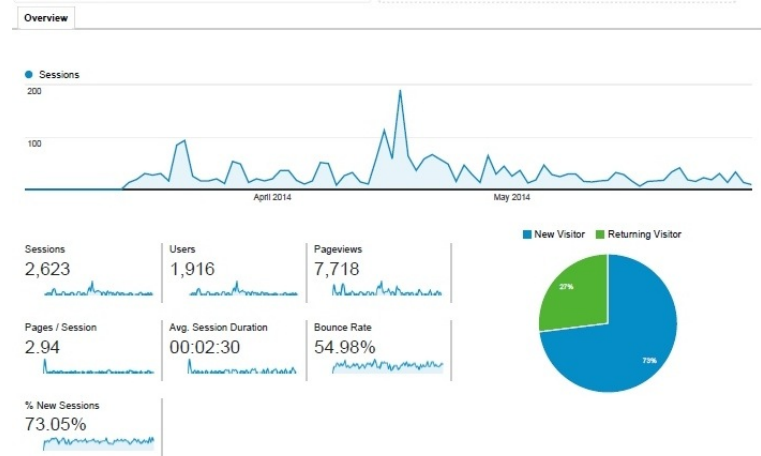 Overview
Sessions
200
100
April 2014
May 2014
New Visitor Returning Visitor
Sessions
2,623
Users
1,916
Pageviews
7,718
Pages / Session
2.94
Avg. Session Duration
00:02:30
Bounce Rate
54.98%
% New Sessions
73.05%
27%
73%